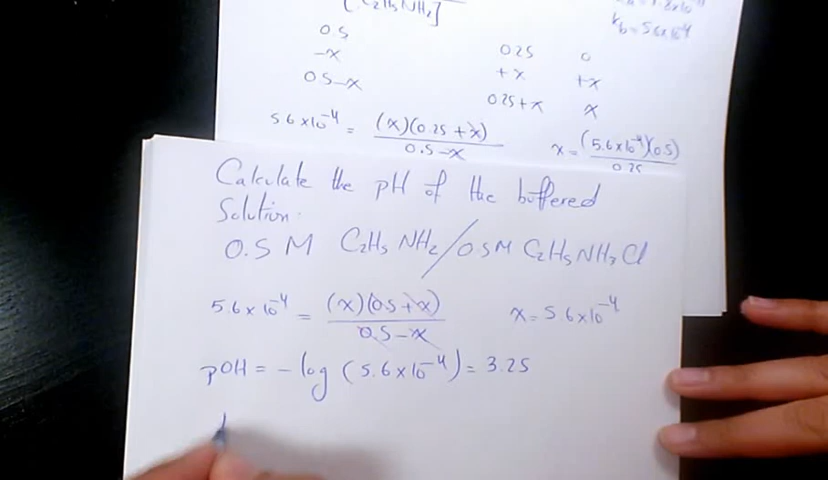 [C₂H₅NH₂]
Kb = 5.6x10⁻⁴
0.5
-x 0.25 0
0.5-x +x +x
0.25+x x
5.6x10⁻⁴ = (x)(0.25+x) / 0.5-x x = (5.6x10⁻⁴)(0.5) / 0.25
Calculate the pH of the buffered
Solution.
0.5 M C₂H₅NH₂/0.5M C₂H₅NH₃Cl
5.6x10⁻⁴ = (x)(0.5+x) / 0.5-x x = 5.6x10⁻⁴
pOH = -log (5.6x10⁻⁴) = 3.25